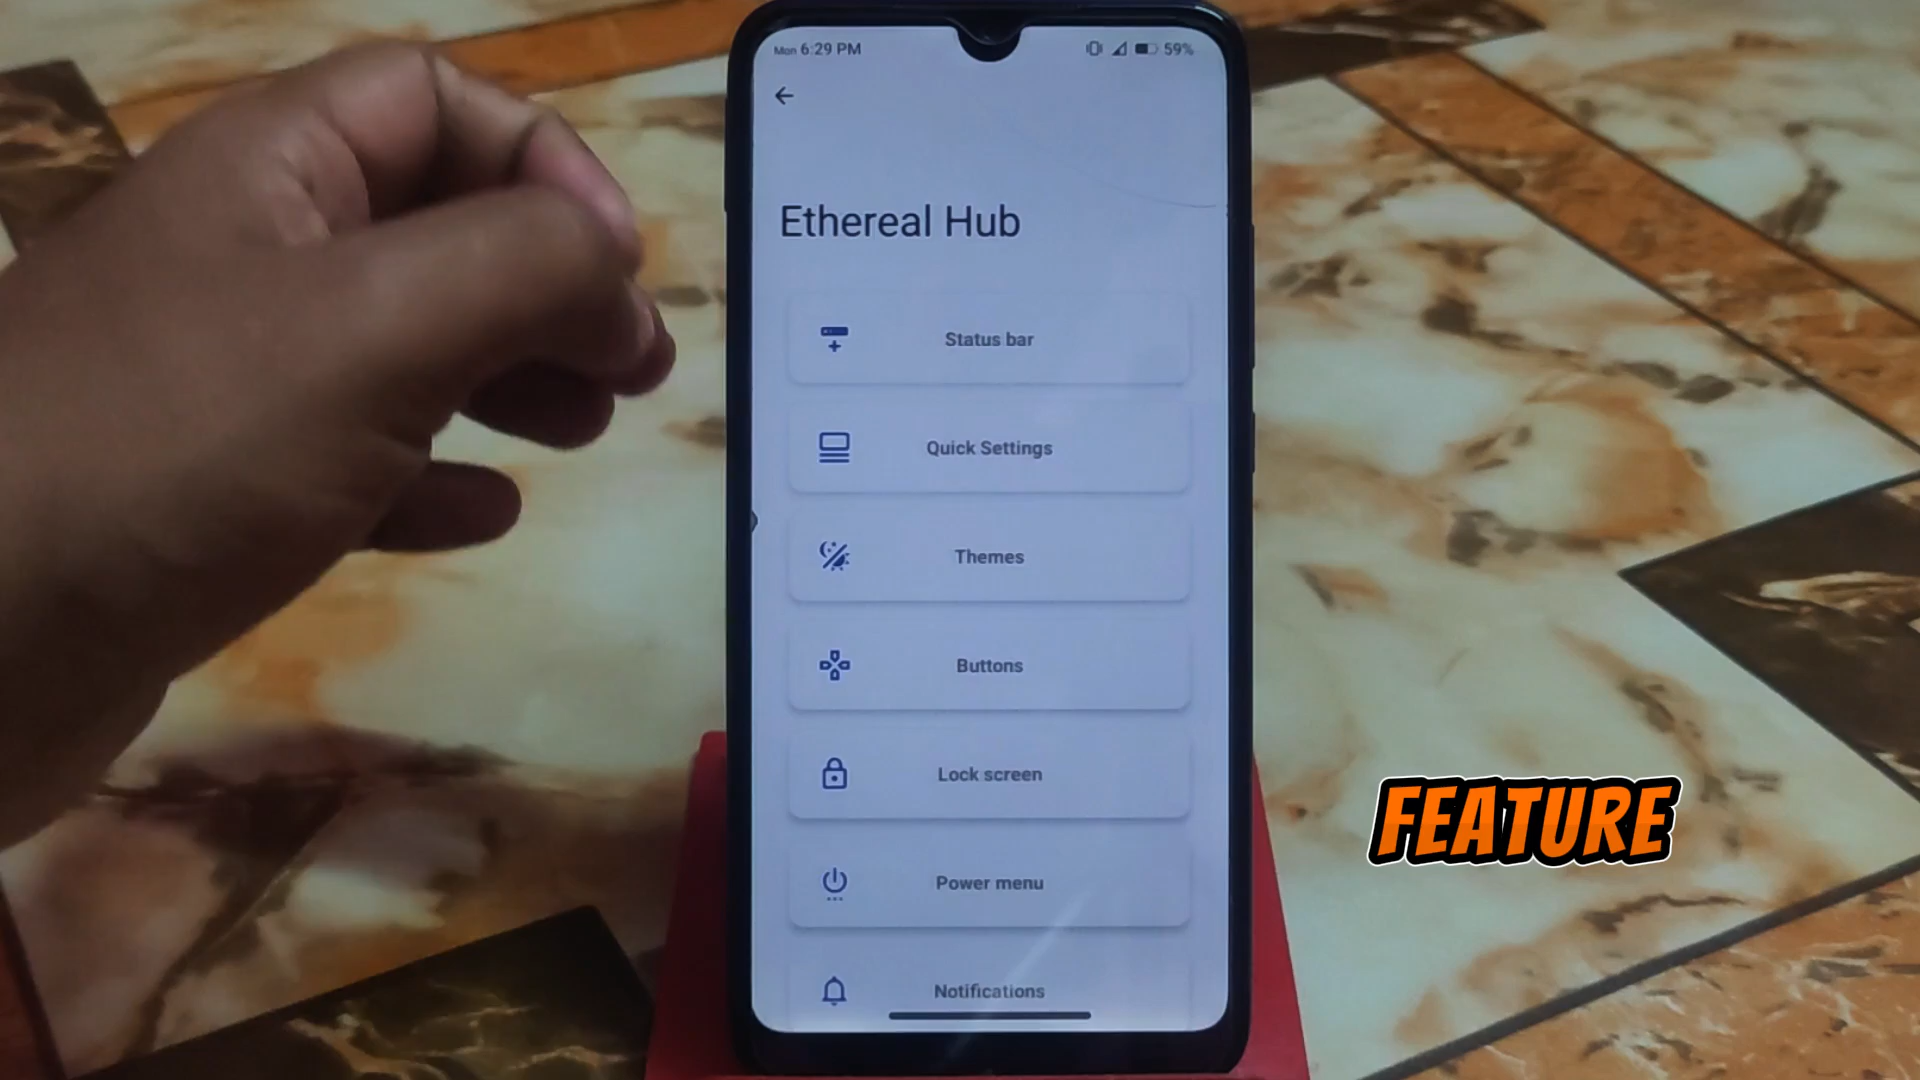 Mon 6:29 PM
59%
Ethereal Hub
Status bar
Quick Settings
Themes
Buttons
Lock screen
Power menu
Notifications
FEATURE